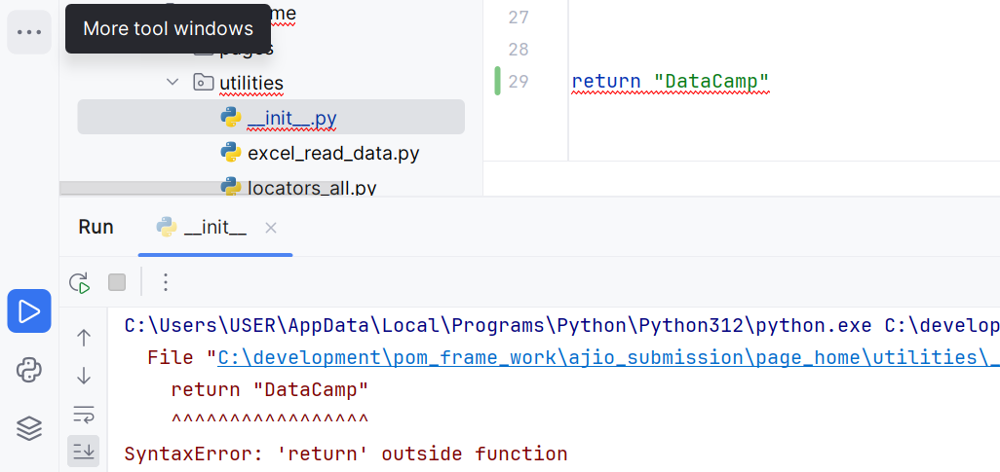 More tool windows
me
pages
utilities
__init__.py
excel_read_data.py
locators_all.py
27
28
29 return "DataCamp"
Run __init__
C:\Users\USER\AppData\Local\Programs\Python\Python312\python.exe C:\develop
File "C:\development\pom_frame_work\ajio_submission\page_home\utilities\_
return "DataCamp"
^^^^^^^^^^^^^^^^^
SyntaxError: 'return' outside function